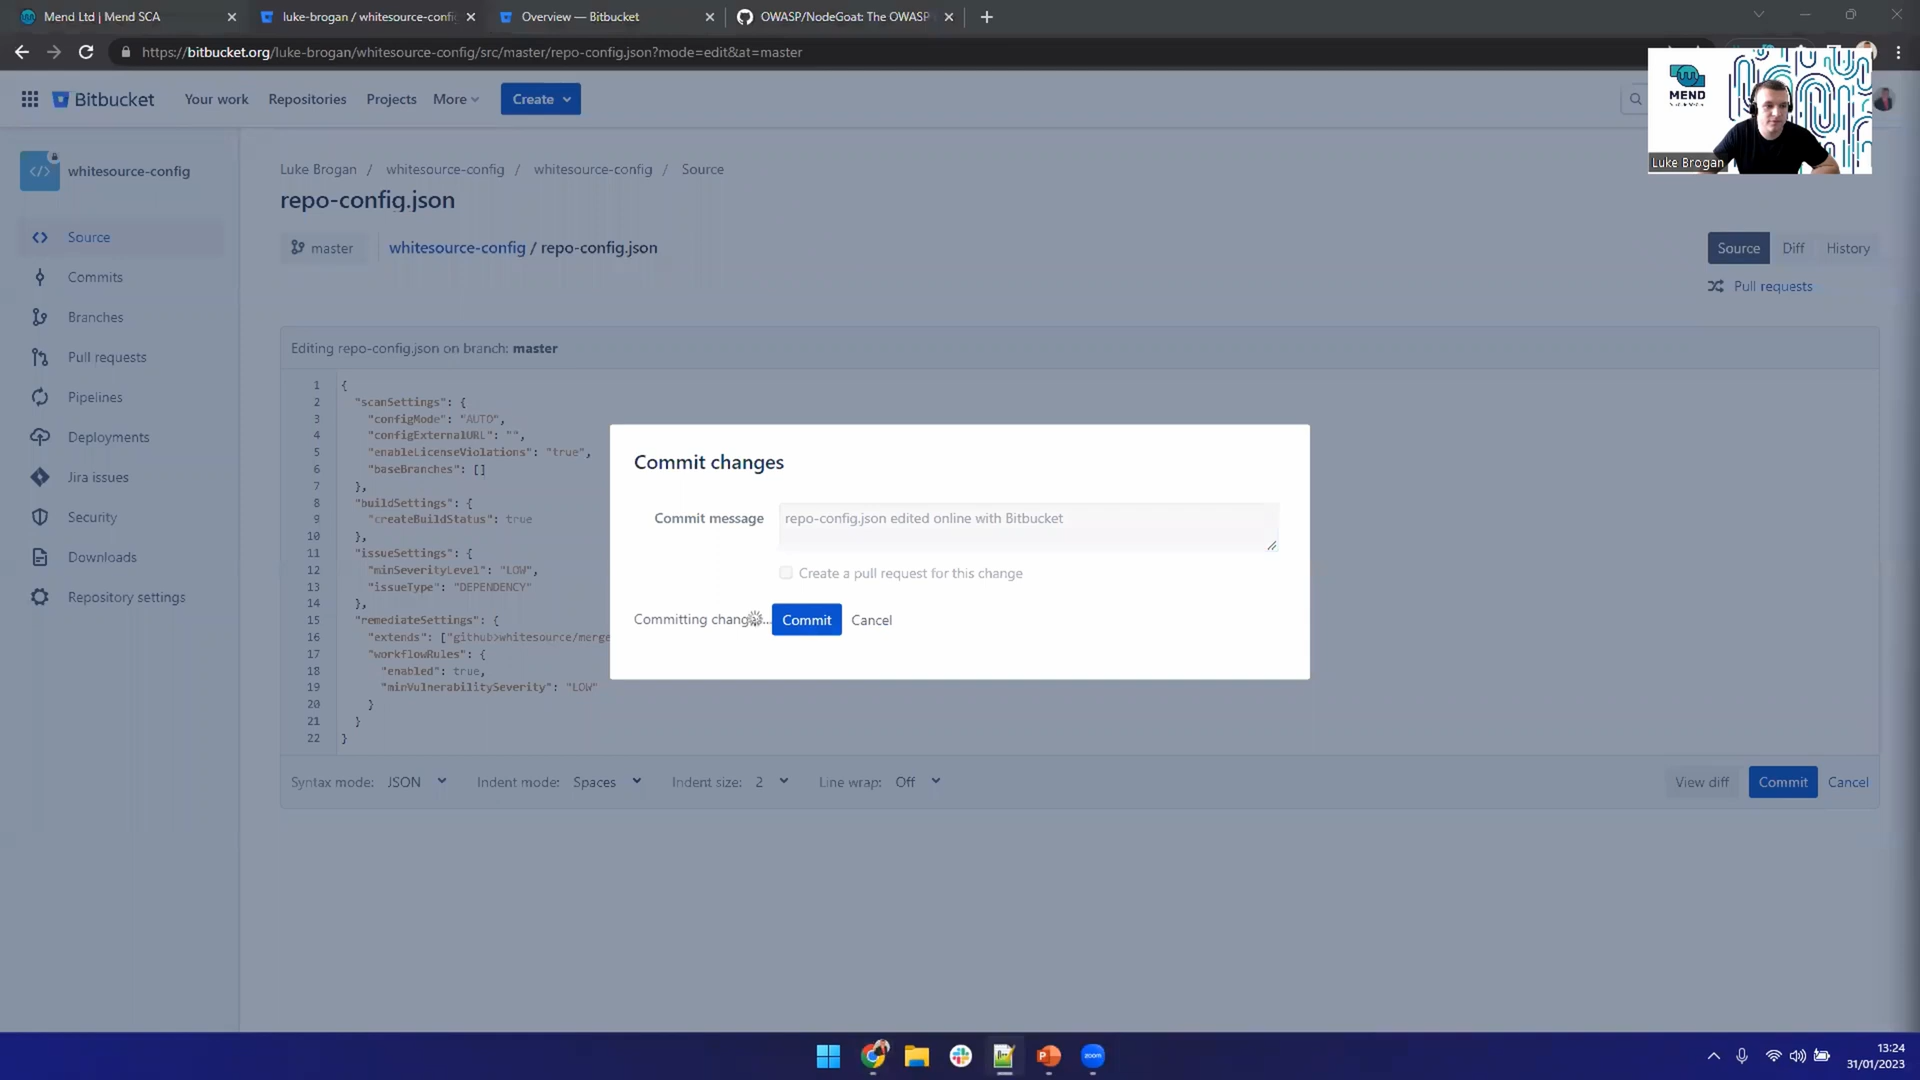 Mend Ltd | Mend SCA
luke-brogan / whitesource-config
Overview — Bitbucket
OWASP/NodeGoat: The OWASP
https://bitbucket.org/luke-brogan/whitesource-config/src/master/repo-config.json?mode=edit&at=master
Bitbucket
Your work
Repositories
Projects
More
Create
MEND
Luke Brogan
whitesource-config
Source
Commits
Branches
Pull requests
Pipelines
Deployments
Jira issues
Security
Downloads
Repository settings
Luke Brogan / whitesource-config / whitesource-config / Source
repo-config.json
master
whitesource-config / repo-config.json
Source
Diff
History
Pull requests
Editing repo-config.json on branch: master
1 {
2 "scanSettings": {
3 "configMode": "AUTO",
4 "configExternalURL": "",
5 "enableLicenseViolations": "true",
6 "baseBranches": []
7 },
8 "buildSettings": {
9 "createBuildStatus": true
10 },
11 "issueSettings": {
12 "minSeverityLevel": "LOW",
13 "issueType": "DEPENDENCY"
14 },
15 "remediateSettings": {
16 "extends": ["github>whitesource/merge
17 "workflowRules": {
18 "enabled": true,
19 "minVulnerabilitySeverity": "LOW"
20 }
21 }
22 }
Commit changes
Commit message
repo-config.json edited online with Bitbucket
Create a pull request for this change
Committing changes...
Commit
Cancel
Syntax mode: JSON
Indent mode: Spaces
Indent size: 2
Line wrap: Off
View diff
Commit
Cancel
zoom
13:24
31/01/2023